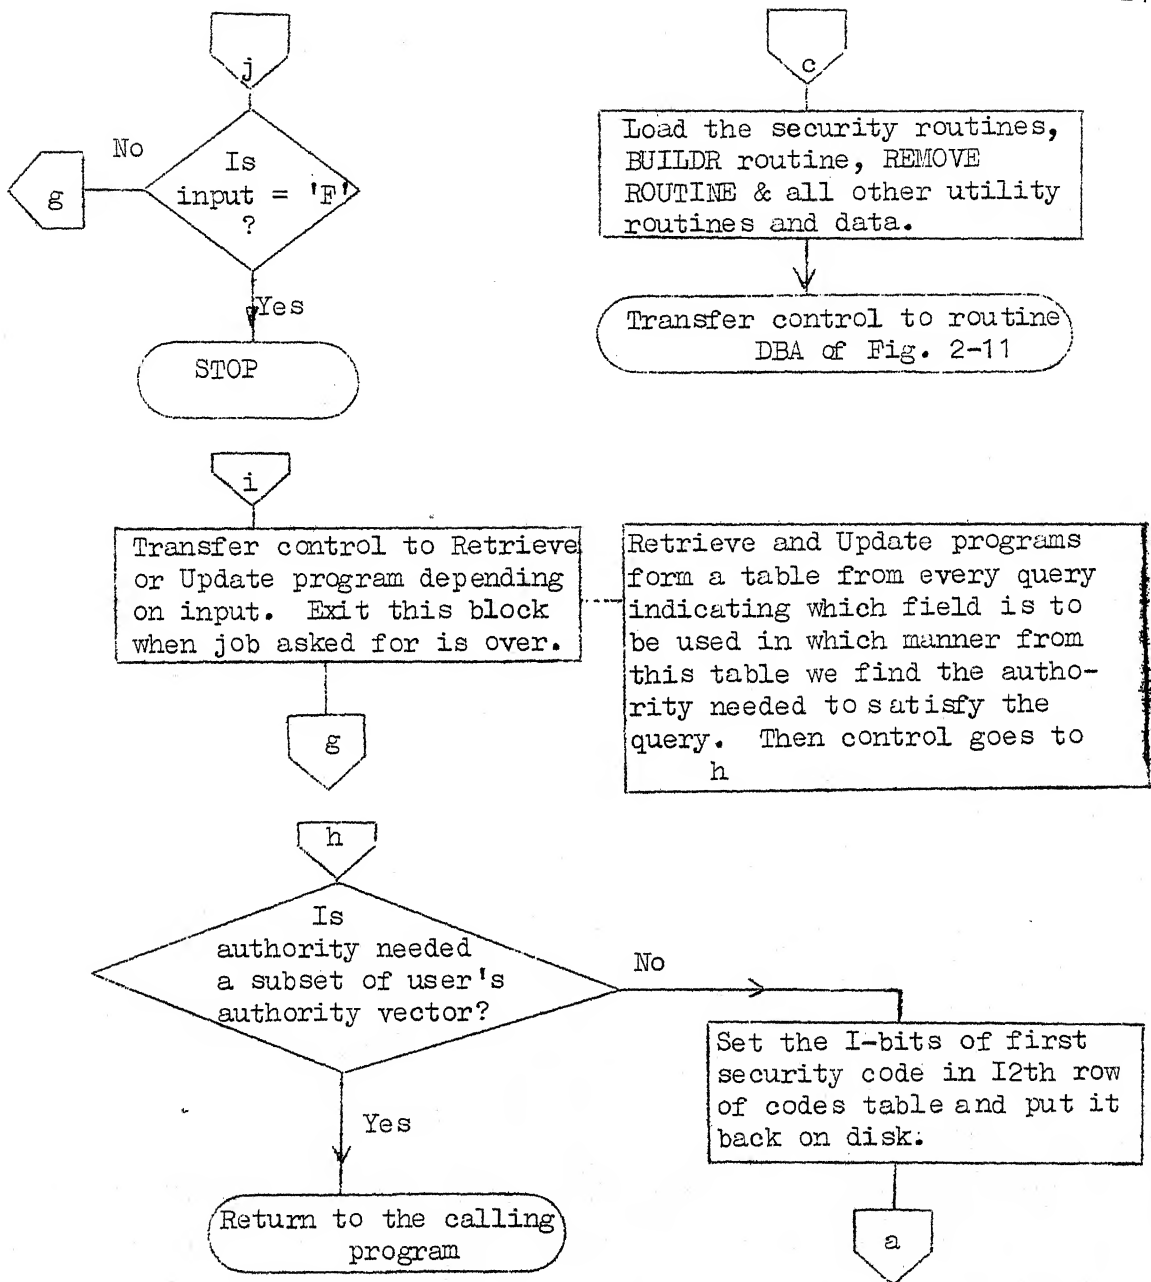 j
No
Is
input = 'F'
?
g
Yes
STOP
c
Load the security routines,
BUILDR routine, REMOVE
ROUTINE & all other utility
routines and data.
Transfer control to routine
DBA of Fig. 2-11
i
Transfer control to Retrieve
or Update program depending
on input. Exit this block
when job asked for is over.
g
Retrieve and Update programs
form a table from every query
indicating which field is to
be used in which manner from
this table we find the autho-
rity needed to satisfy the
query. Then control goes to
h
h
Is
authority needed
a subset of user's
authority vector?
No
Yes
Set the I-bits of first
security code in I2th row
of codes table and put it
back on disk.
Return to the calling
program
a